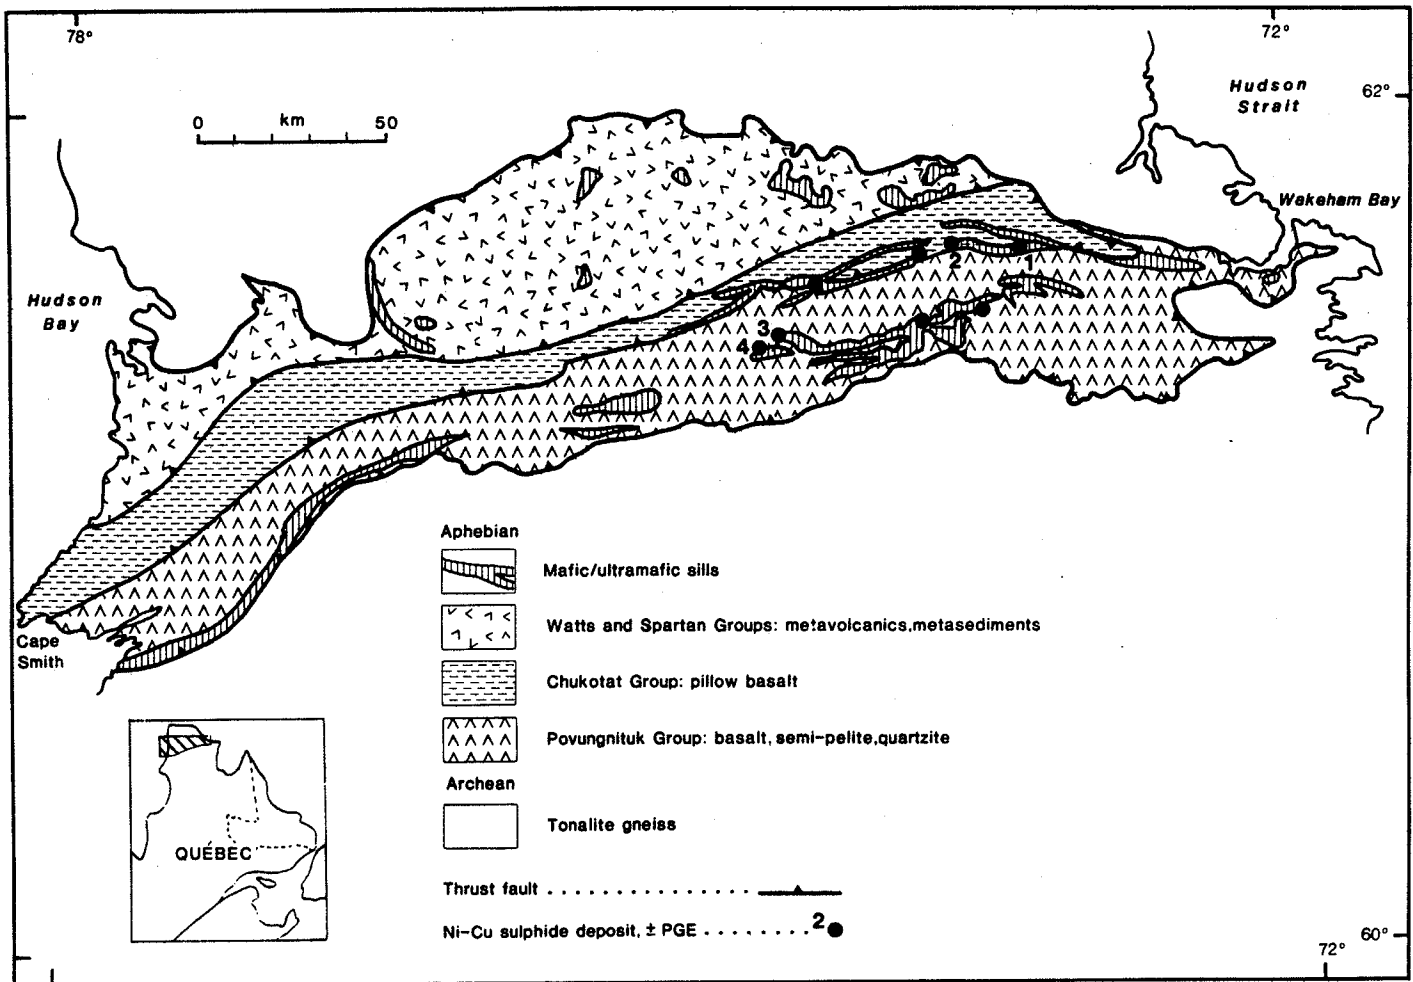 78°
72°
62°
Hudson
Strait
0 km 50
Wakeham Bay
Hudson
Bay
2
1
3
4
Cape
Smith
Aphebian
Mafic/ultramafic sills
Watts and Spartan Groups: metavolcanics,metasediments
Chukotat Group: pillow basalt
Povungnituk Group: basalt, semi-pelite,quartzite
Archean
Tonalite gneiss
QUÉBEC
Thrust fault
Ni-Cu sulphide deposit, ± PGE 2
60°
72°